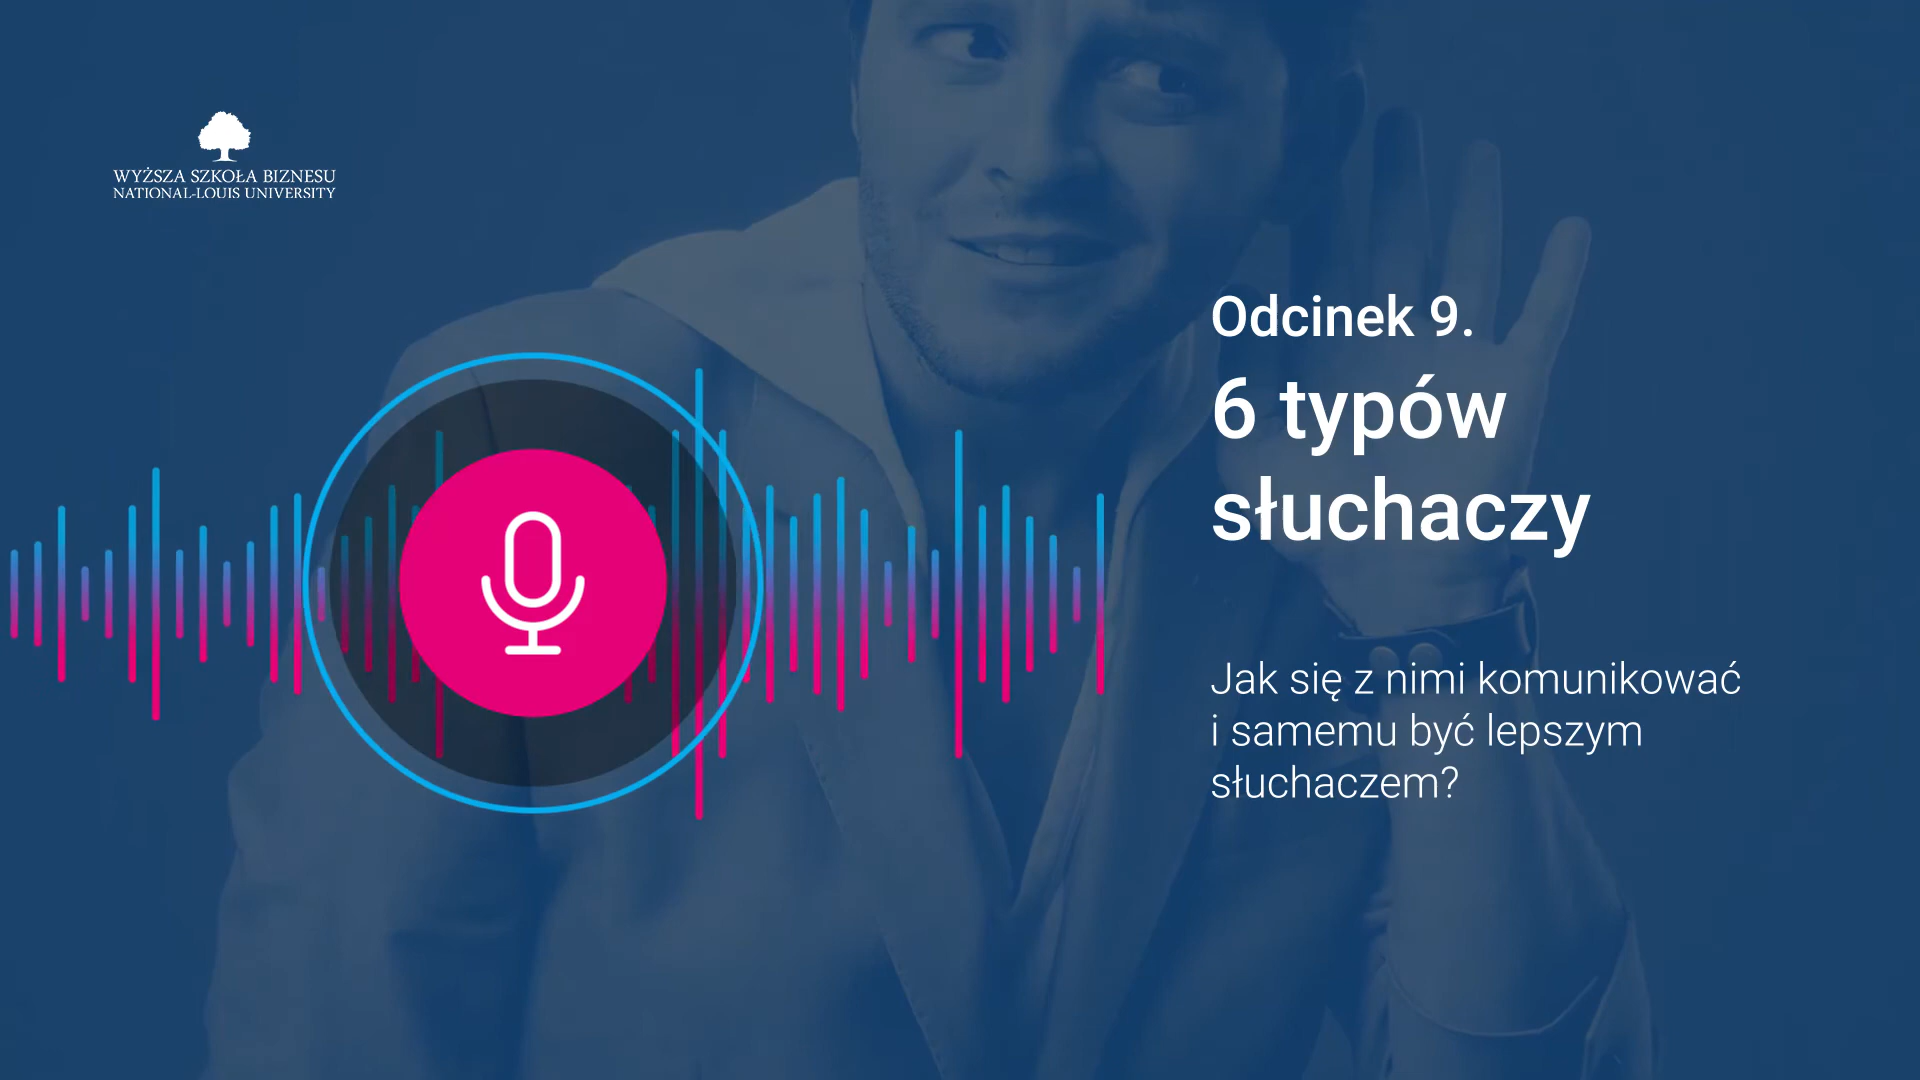 WYŻSZA SZKOŁA BIZNESU
NATIONAL-LOUIS UNIVERSITY
Odcinek 9.
6 typów
słuchaczy
Jak się z nimi komunikować
i samemu być lepszym
słuchaczem?